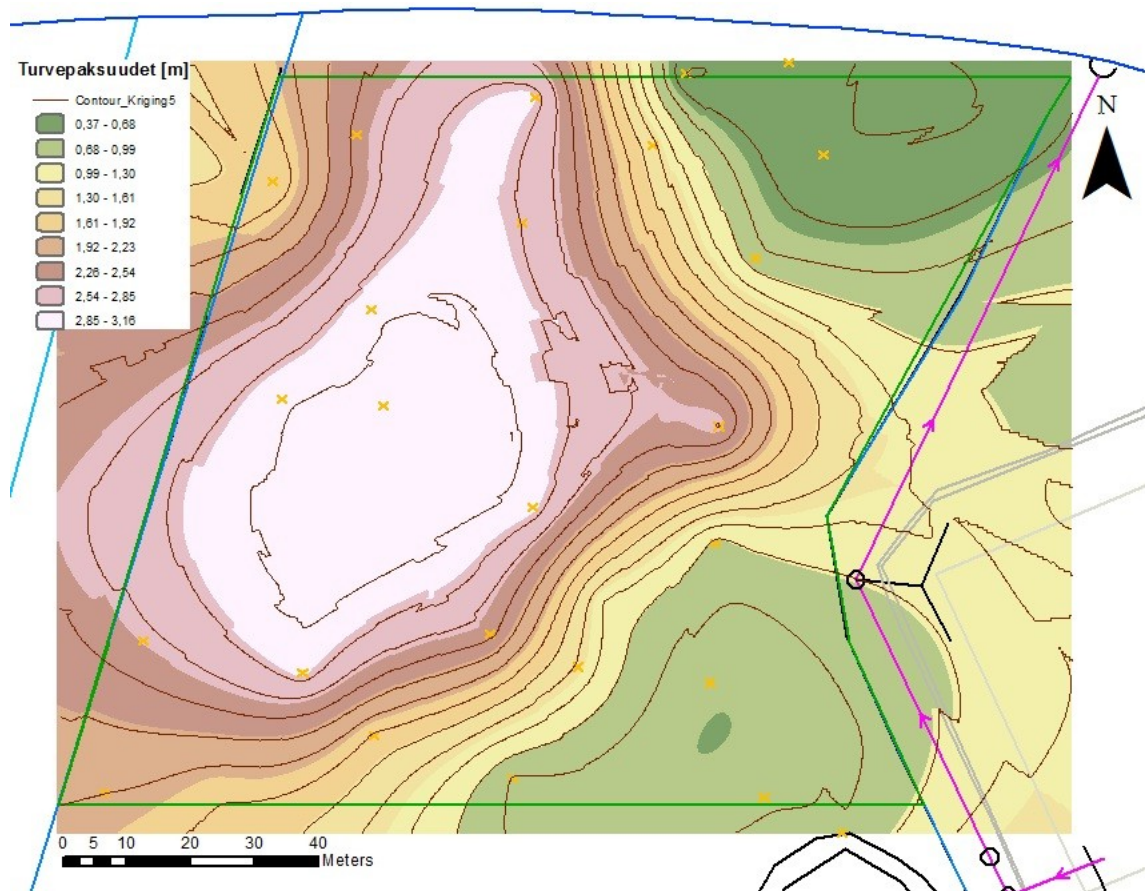 Turvepaksuudet [m]
Contour_Kriging5
0,37 - 0,68
0,68 - 0,99
0,99 - 1,30
1,30 - 1,61
1,61 - 1,92
1,92 - 2,23
2,26 - 2,54
2,54 - 2,85
2,85 - 3,16
N
0 5 10 20 30 40
Meters